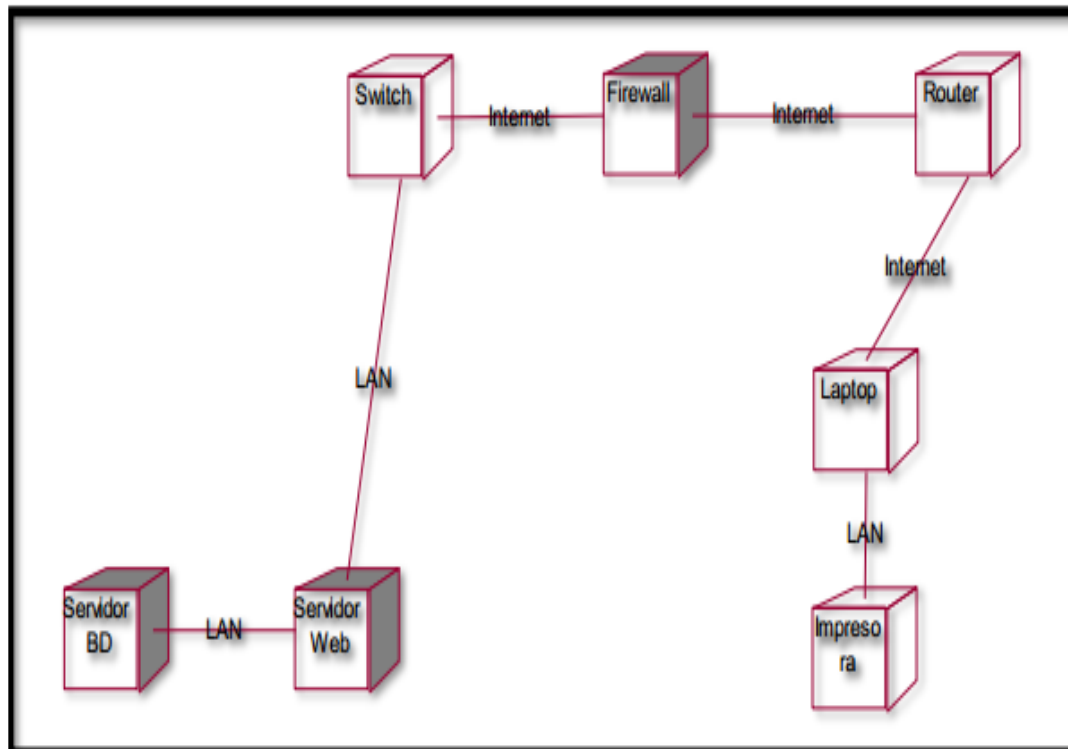 Switch
Internet
Firewall
Internet
Router
Internet
LAN
Laptop
LAN
Servidor
BD
LAN
Servidor
Web
Impreso
ra